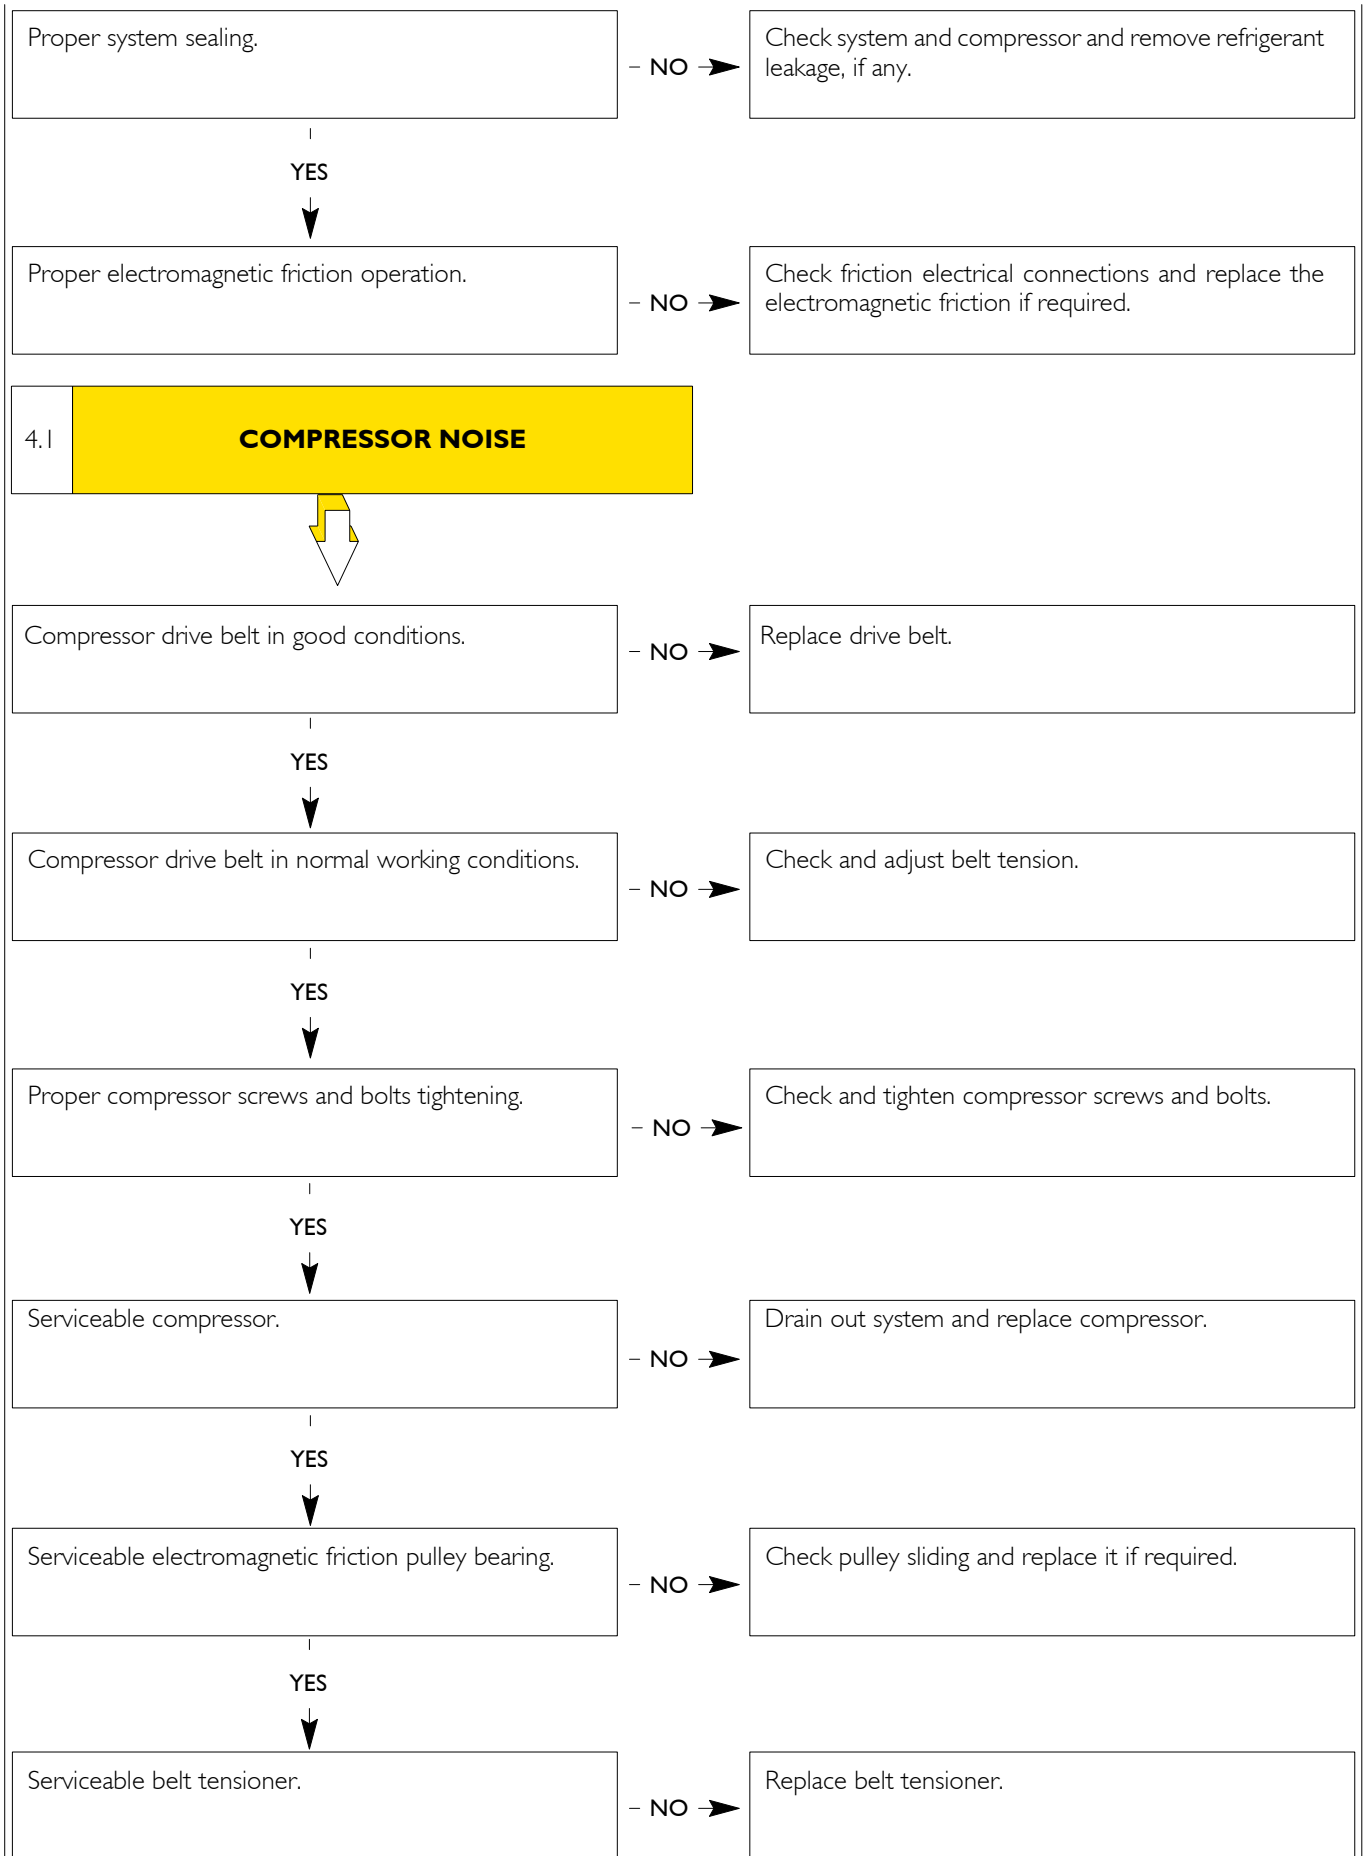 Proper system sealing.
– NO
Check system and compressor and remove refrigerant
leakage, if any.
YES
Proper electromagnetic friction operation.
– NO
Check friction electrical connections and replace the
electromagnetic friction if required.
4.1
COMPRESSOR NOISE
Compressor drive belt in good conditions.
– NO
Replace drive belt.
YES
Compressor drive belt in normal working conditions.
– NO
Check and adjust belt tension.
YES
Proper compressor screws and bolts tightening.
– NO
Check and tighten compressor screws and bolts.
YES
Serviceable compressor.
– NO
Drain out system and replace compressor.
YES
Serviceable electromagnetic friction pulley bearing.
– NO
Check pulley sliding and replace it if required.
YES
Serviceable belt tensioner.
– NO
Replace belt tensioner.